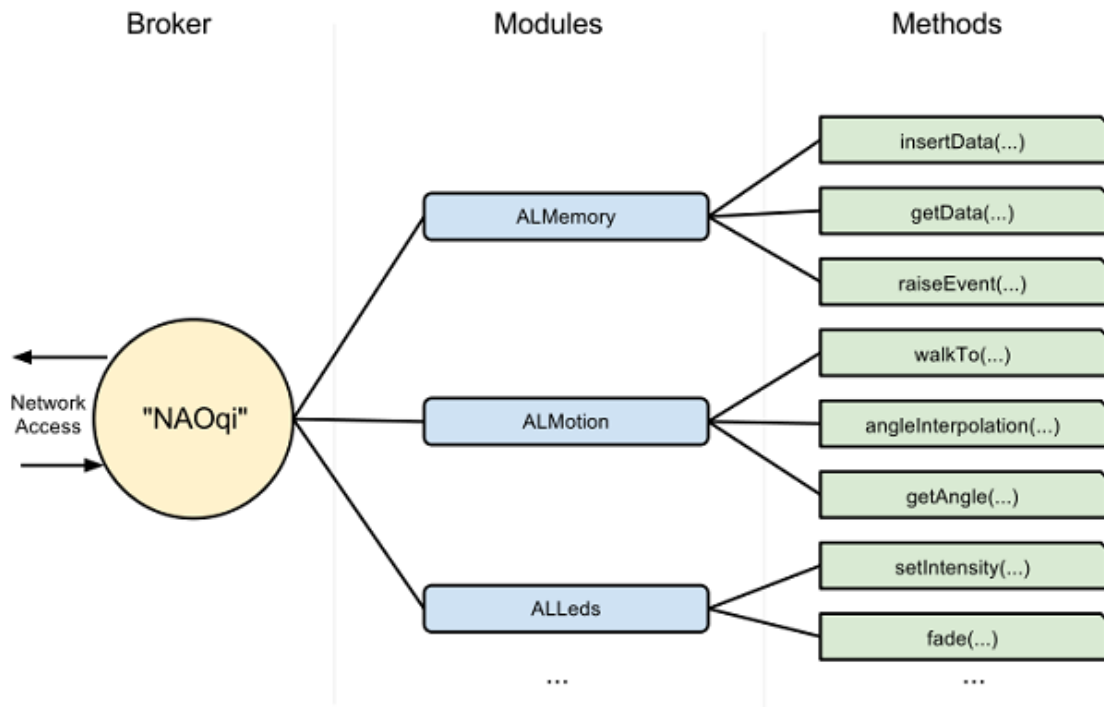 Broker
Modules
Methods
insertData(...)
ALMemory
getData(...)
raiseEvent(...)
walkTo(...)
Network
Access
"NAOqi"
ALMotion
angleInterpolation(...)
getAngle(...)
setIntensity(...)
ALLeds
fade(...)
...
...